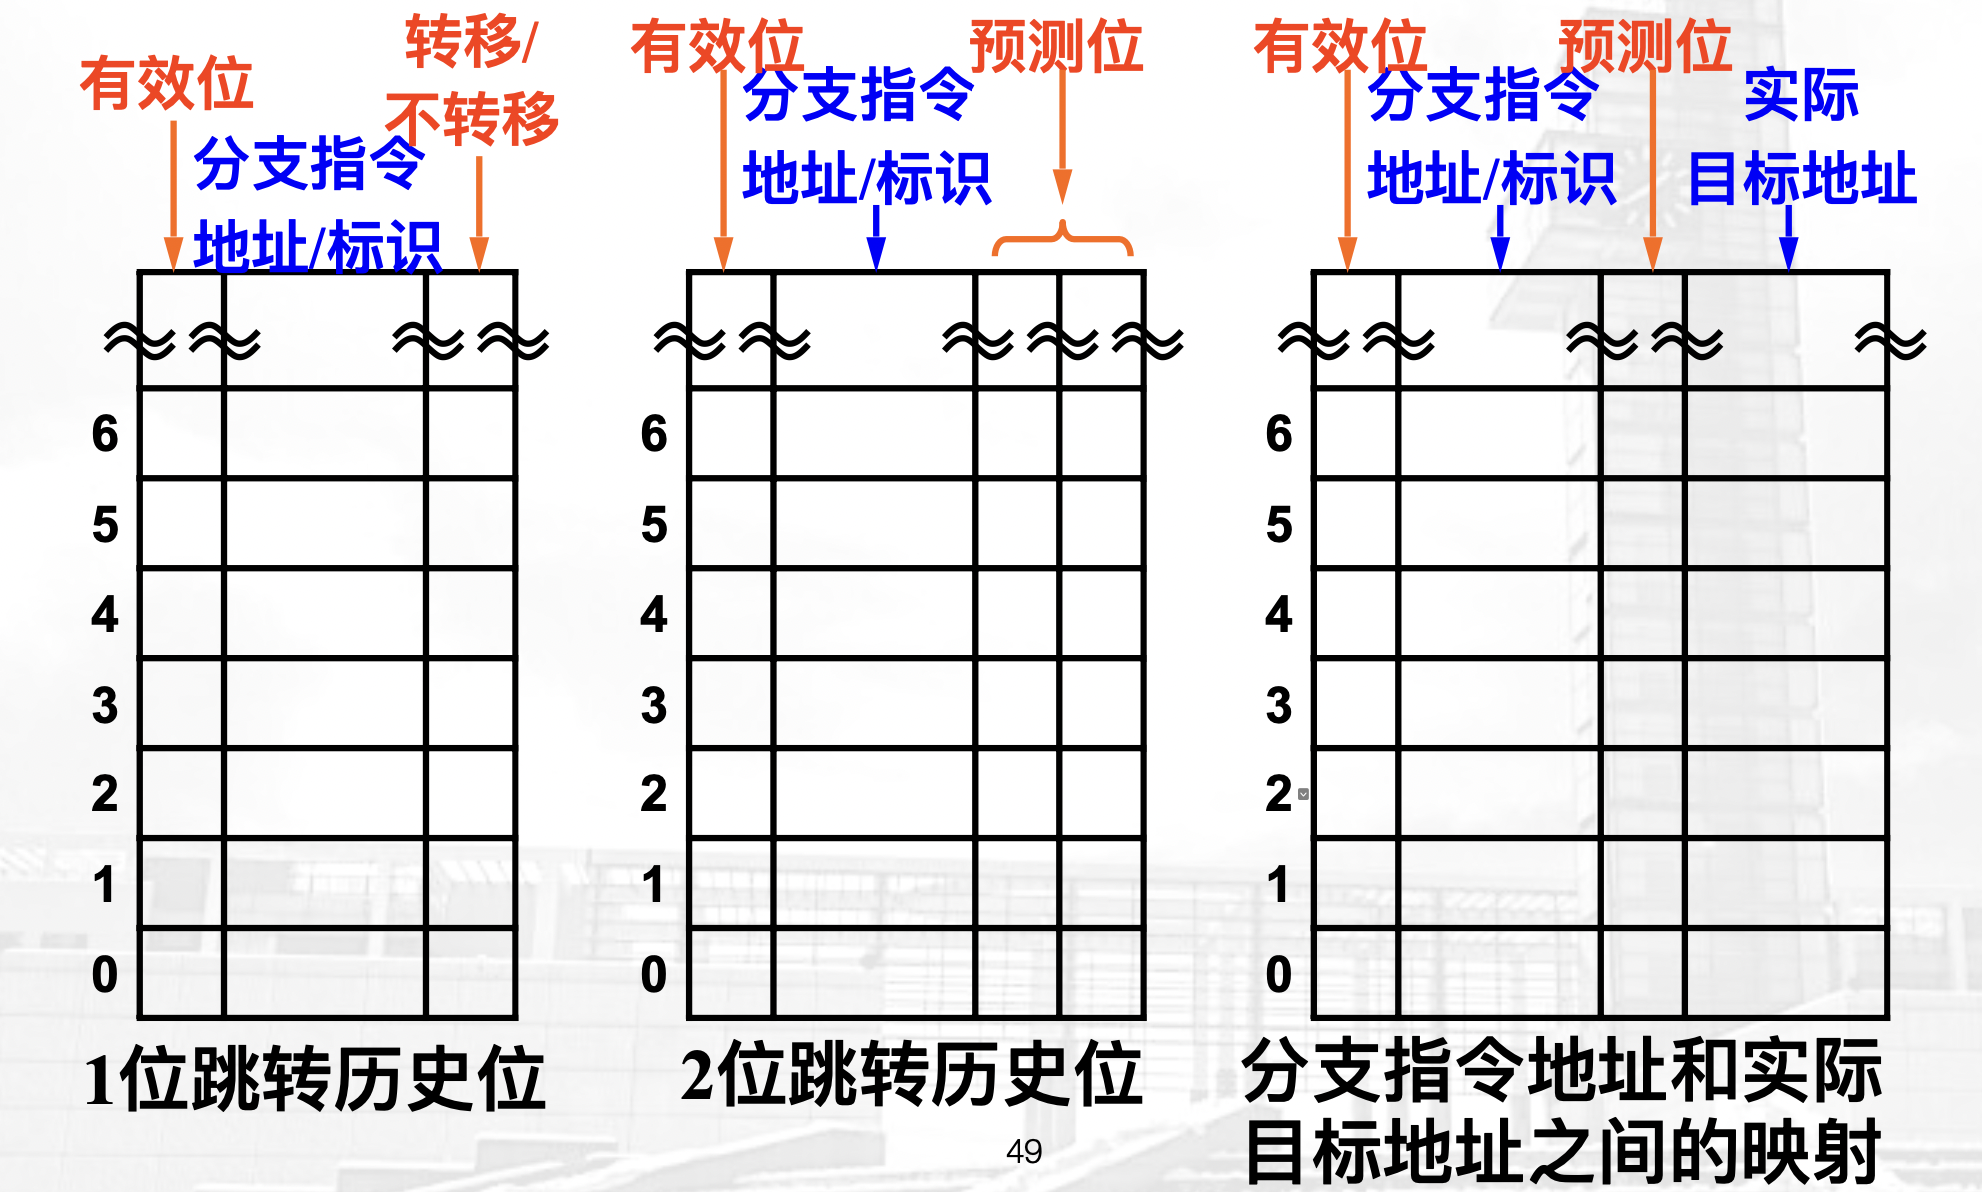 有效位
转移/
不转移
分支指令
地址/标识
6
5
4
3
2
1
0
1位跳转历史位
有效位
分支指令
地址/标识
预测位
6
5
4
3
2
1
0
2位跳转历史位
有效位
分支指令
地址/标识
预测位
实际
目标地址
6
5
4
3
2
1
0
分支指令地址和实际
目标地址之间的映射
49